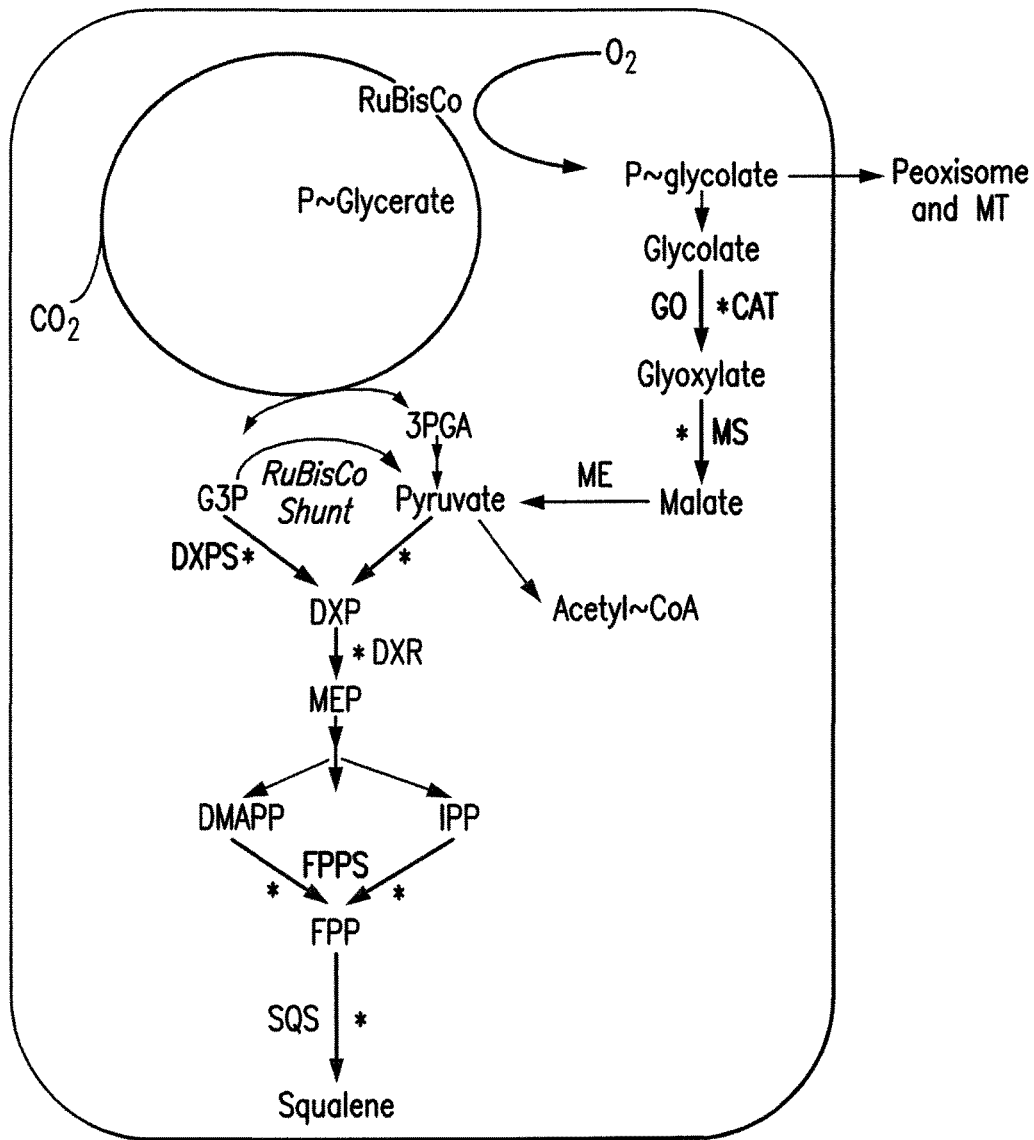 O2
RuBisCo
P~Glycerate
P~glycolate
Peoxisome
and MT
Glycolate
CO2
GO *CAT
Glyoxylate
3PGA
* MS
RuBisCo
Shunt
G3P
Pyruvate
ME
Malate
DXPS*
*
DXP
Acetyl~CoA
*DXR
MEP
DMAPP
IPP
FPPS
* *
FPP
SQS *
Squalene